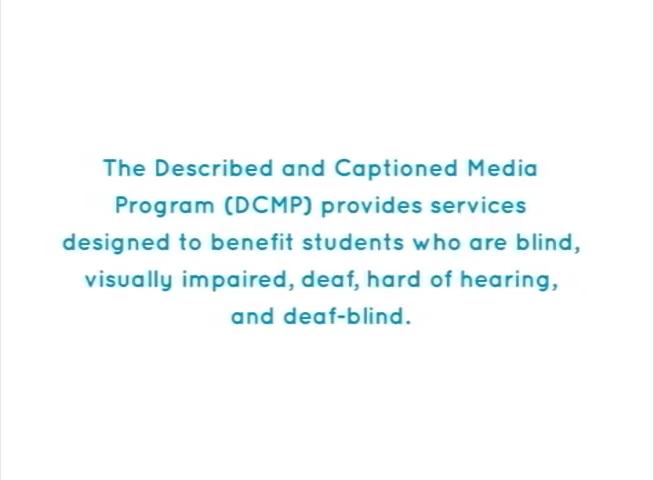 The Described and Captioned Media
Program (DCMP) provides services
designed to benefit students who are blind,
visually impaired, deaf, hard of hearing,
and deaf-blind.